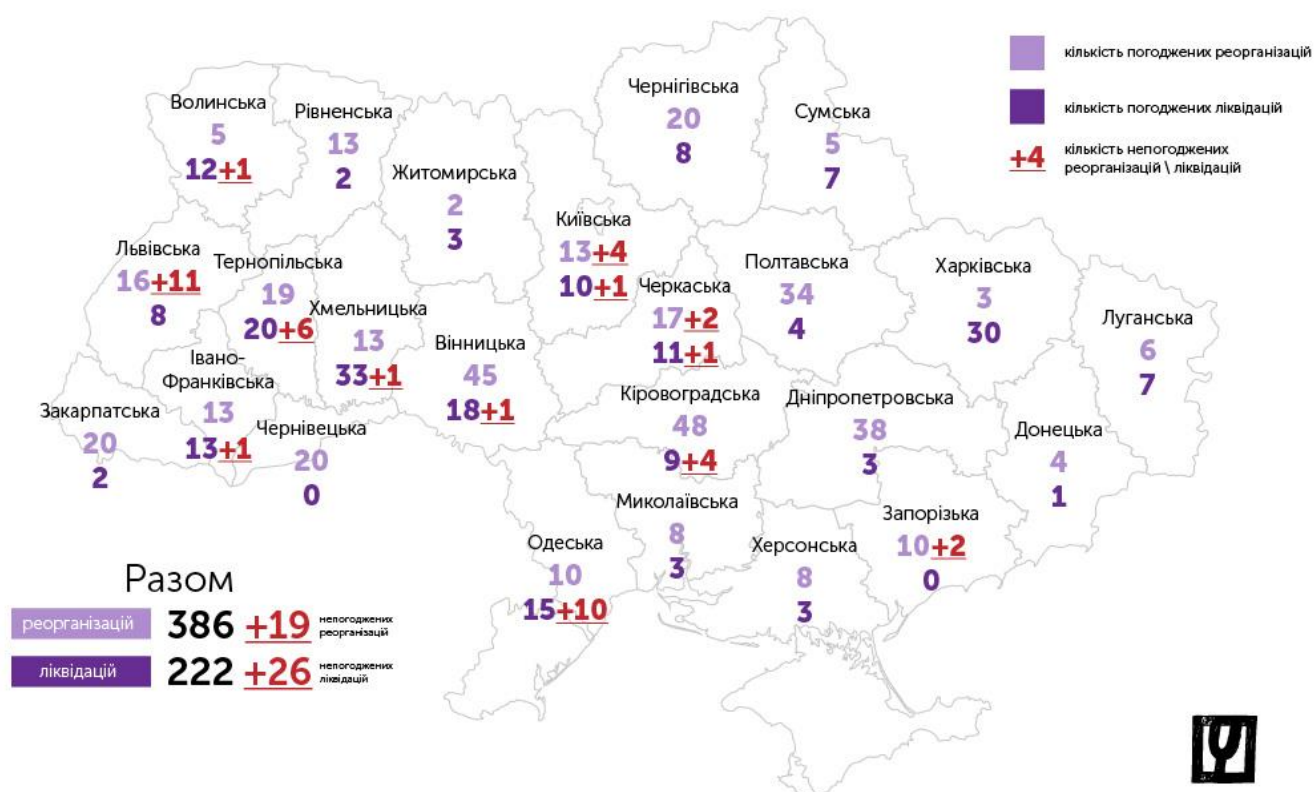 кількість погоджених реорганізацій
кількість погоджених ліквідацій
+4 кількість непогоджених
реорганізацій \ ліквідацій
Волинська
5
12+1
Рівненська
13
2
Житомирська
2
3
Чернігівська
20
8
Сумська
5
7
Київська
13+4
10+1
Львівська
16+11
8
Тернопільська
19
20+6
Хмельницька
13
33+1
Вінницька
45
18+1
Черкаська
17+2
11+1
Полтавська
34
4
Харківська
3
30
Луганська
6
7
Закарпатська
20
2
Івано-
Франківська
13
13+1
Чернівецька
20
0
Кіровоградська
48
9+4
Дніпропетровська
38
3
Донецька
4
1
Одеська
10
15+10
Миколаївська
8
3
Херсонська
8
3
Запорізька
10+2
0
Разом
реорганізацій 386 +19 непогоджених
реорганізацій
ліквідацій 222 +26 непогоджених
ліквідацій